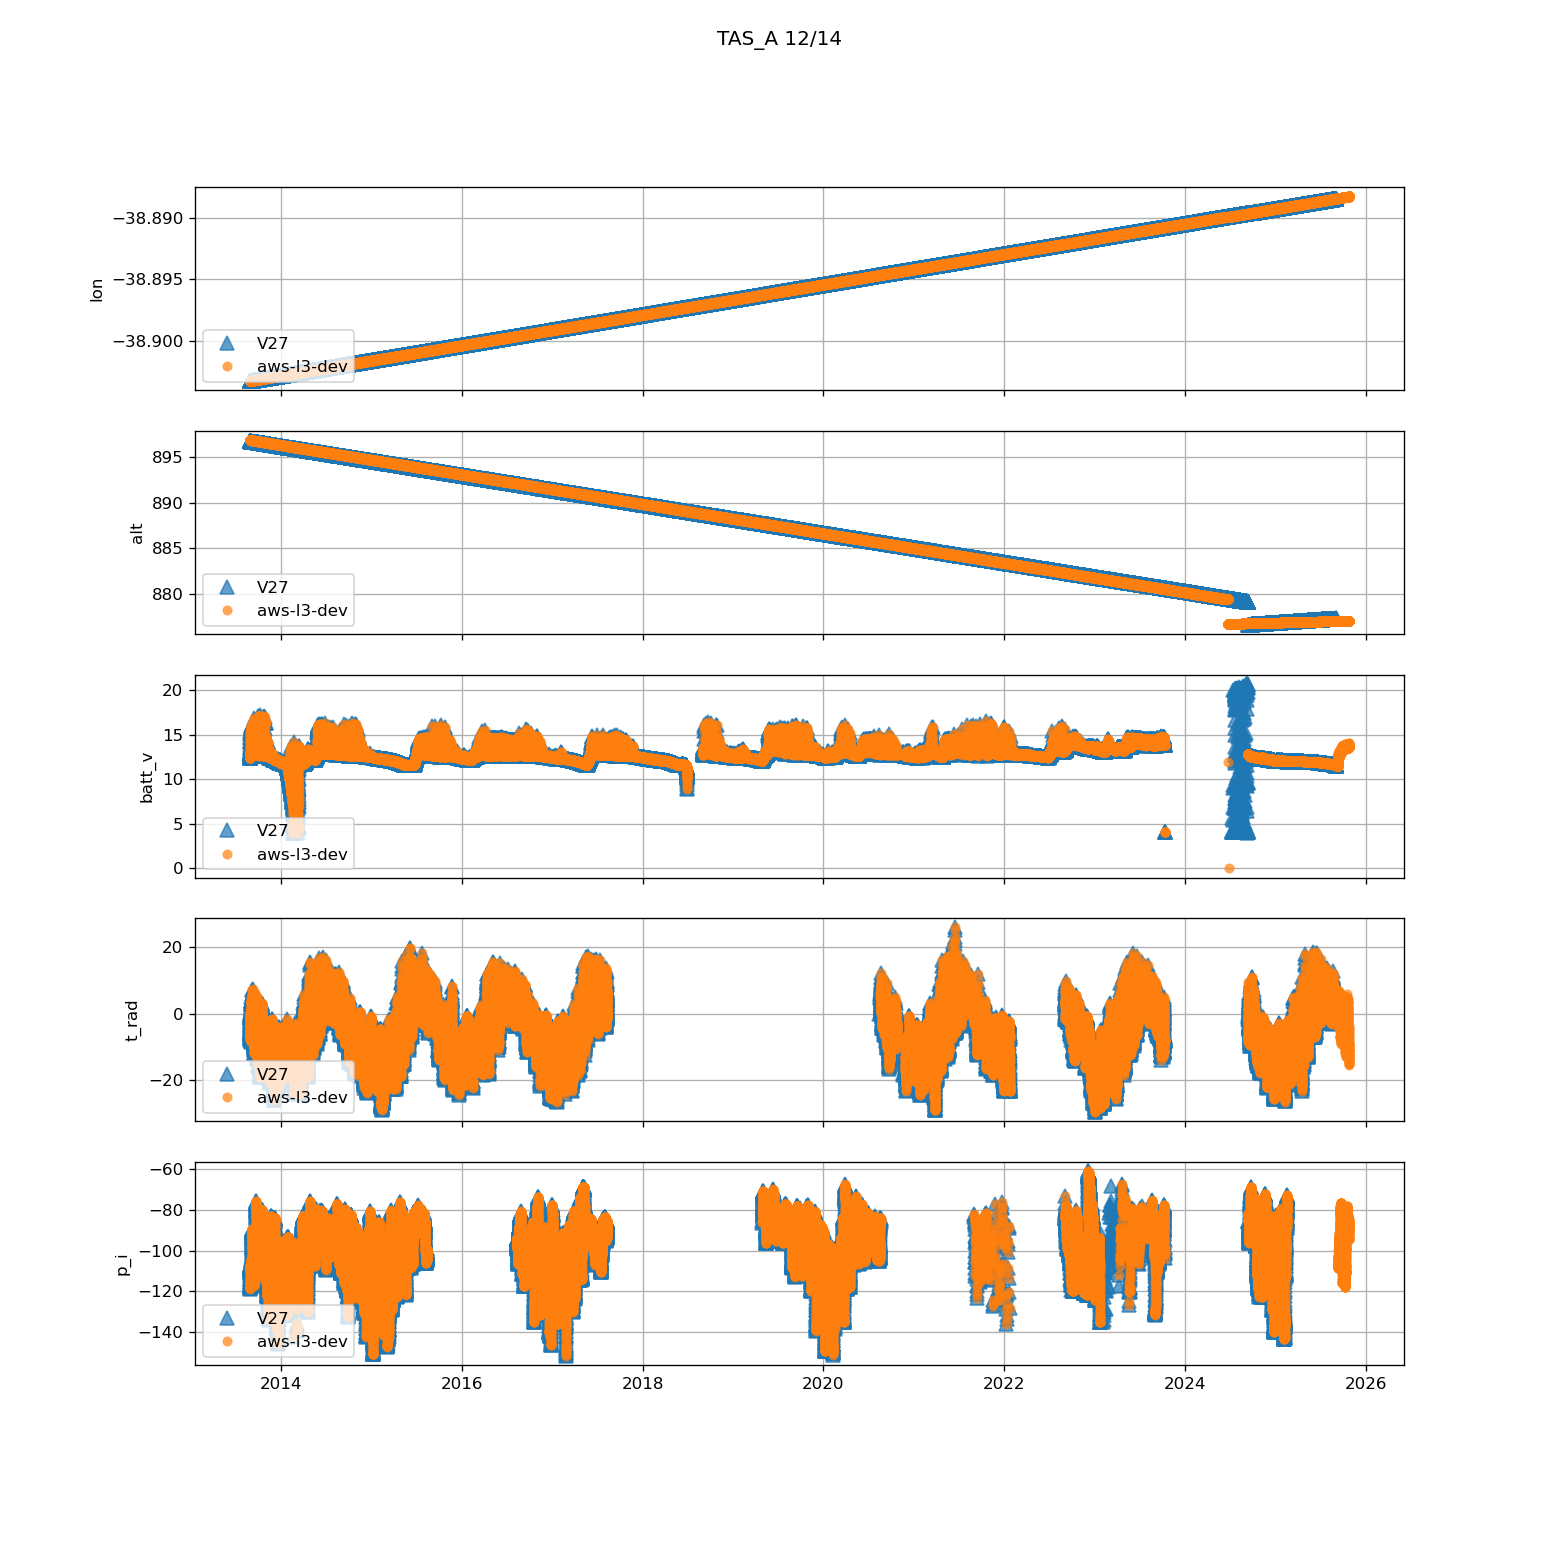 TAS_A 12/14
−38.890
−38.895
−38.900
lon
V27
aws-l3-dev
895
890
885
880
alt
V27
aws-l3-dev
20
15
10
5
0
batt_v
V27
aws-l3-dev
20
0
−20
t_rad
V27
aws-l3-dev
−60
−80
−100
−120
−140
p_i
V27
aws-l3-dev
2014 2016 2018 2020 2022 2024 2026